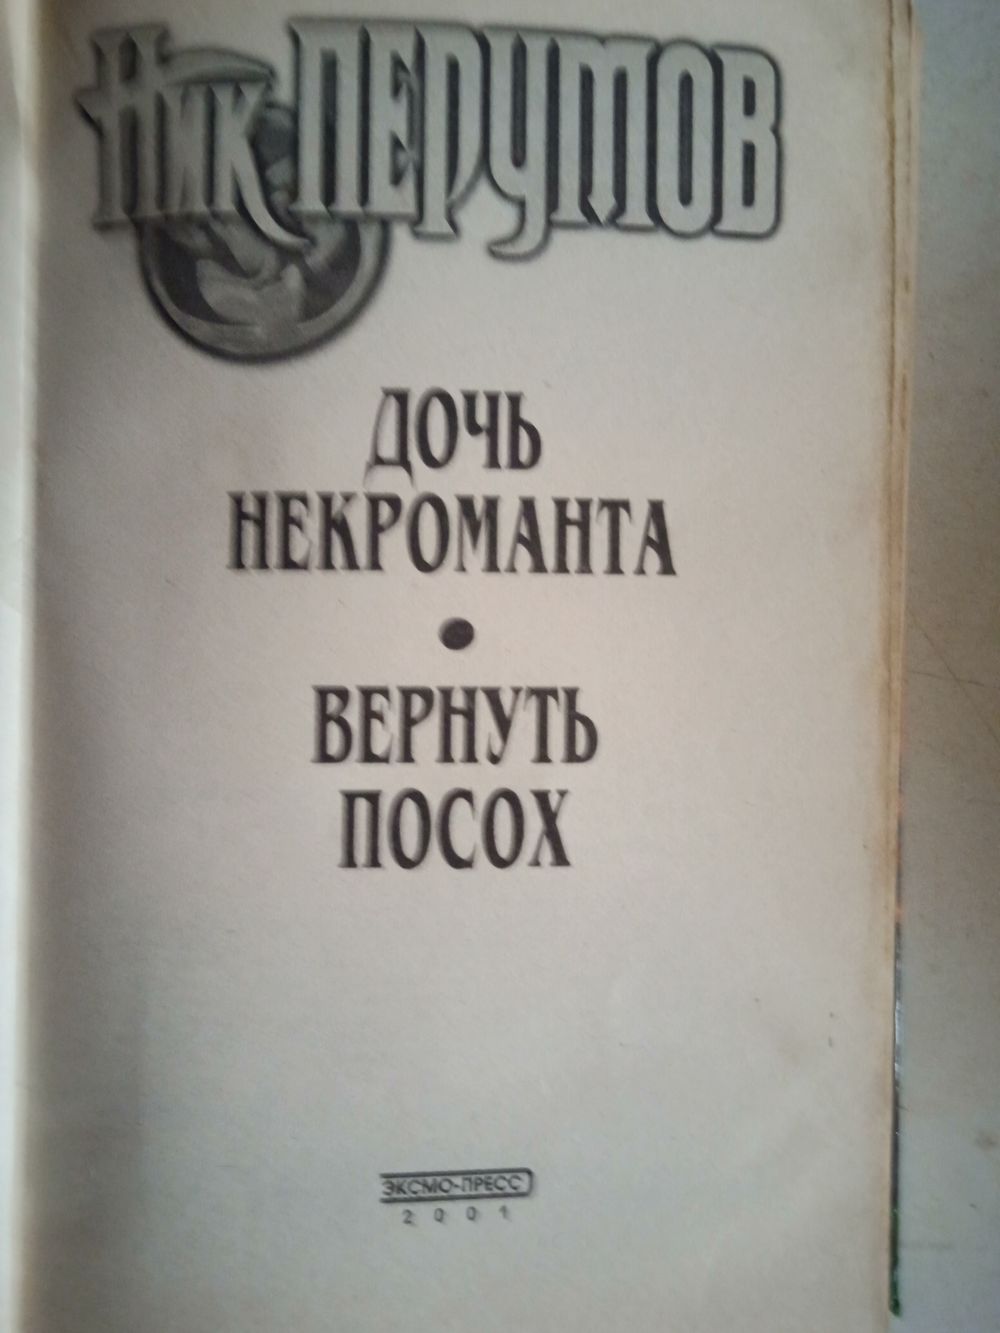 Ник ПЕРУМОВ
ДОЧЬ
НЕКРОМАНТА
•
ВЕРНУТЬ
ПОСОХ
ЭКСМО-ПРЕСС
2001